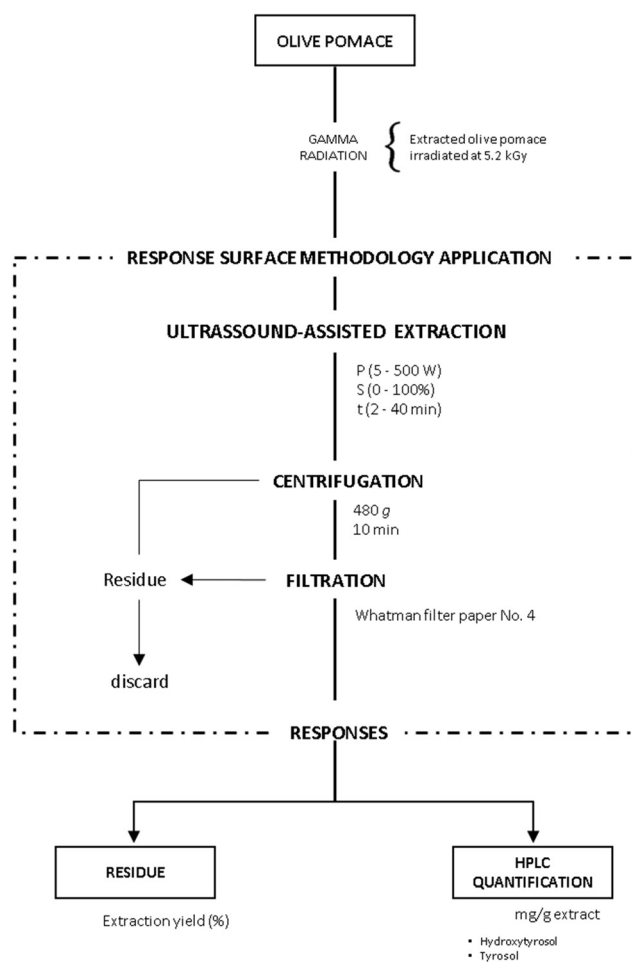 OLIVE POMACE
GAMMA
RADIATION
Extracted olive pomace
irradiated at 5.2 kGy
RESPONSE SURFACE METHODOLOGY APPLICATION
ULTRASSOUND-ASSISTED EXTRACTION
P (5 - 500 W)
S (0 - 100%)
t (2 - 40 min)
CENTRIFUGATION
480 g
10 min
Residue
FILTRATION
Whatman filter paper No. 4
discard
RESPONSES
RESIDUE
Extraction yield (%)
HPLC
QUANTIFICATION
mg/g extract
▪ Hydroxytyrosol
▪ Tyrosol